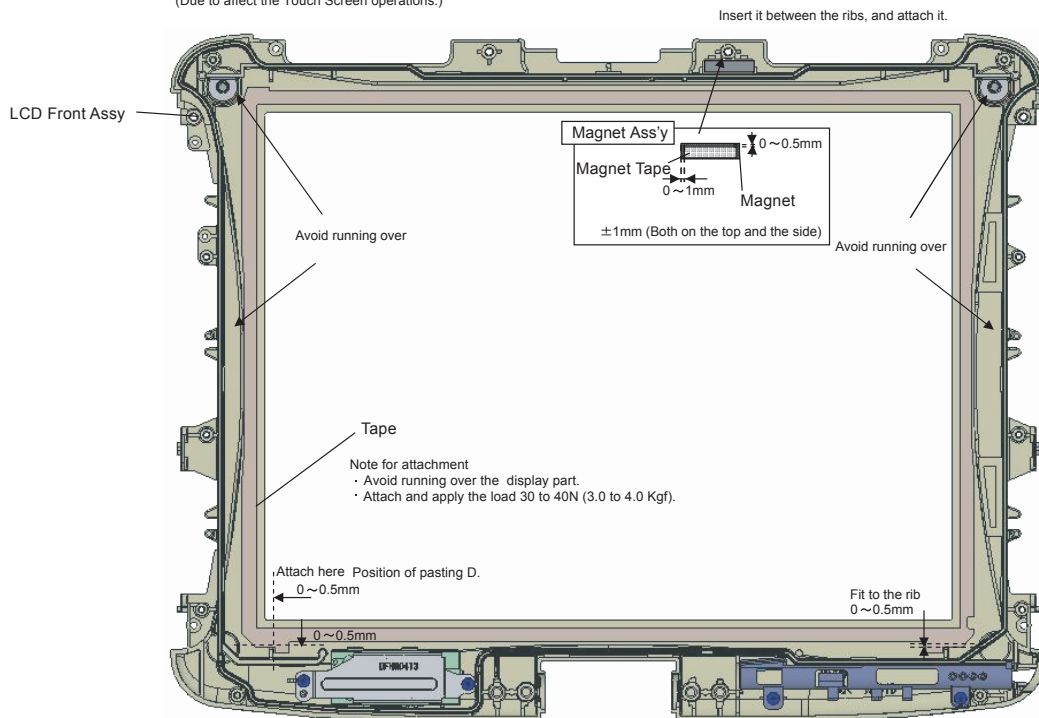 (Due to affect the Touch Screen operations.)
Insert it between the ribs, and attach it.
LCD Front Assy
Magnet Ass'y
0～0.5mm
Magnet Tape
0～1mm
Magnet
±1mm (Both on the top and the side)
Avoid running over
Avoid running over
Tape
Note for attachment
・Avoid running over the display part.
・Attach and apply the load 30 to 40N (3.0 to 4.0 Kgf).
Attach here Position of pasting D.
0～0.5mm
0～0.5mm
Fit to the rib
0～0.5mm